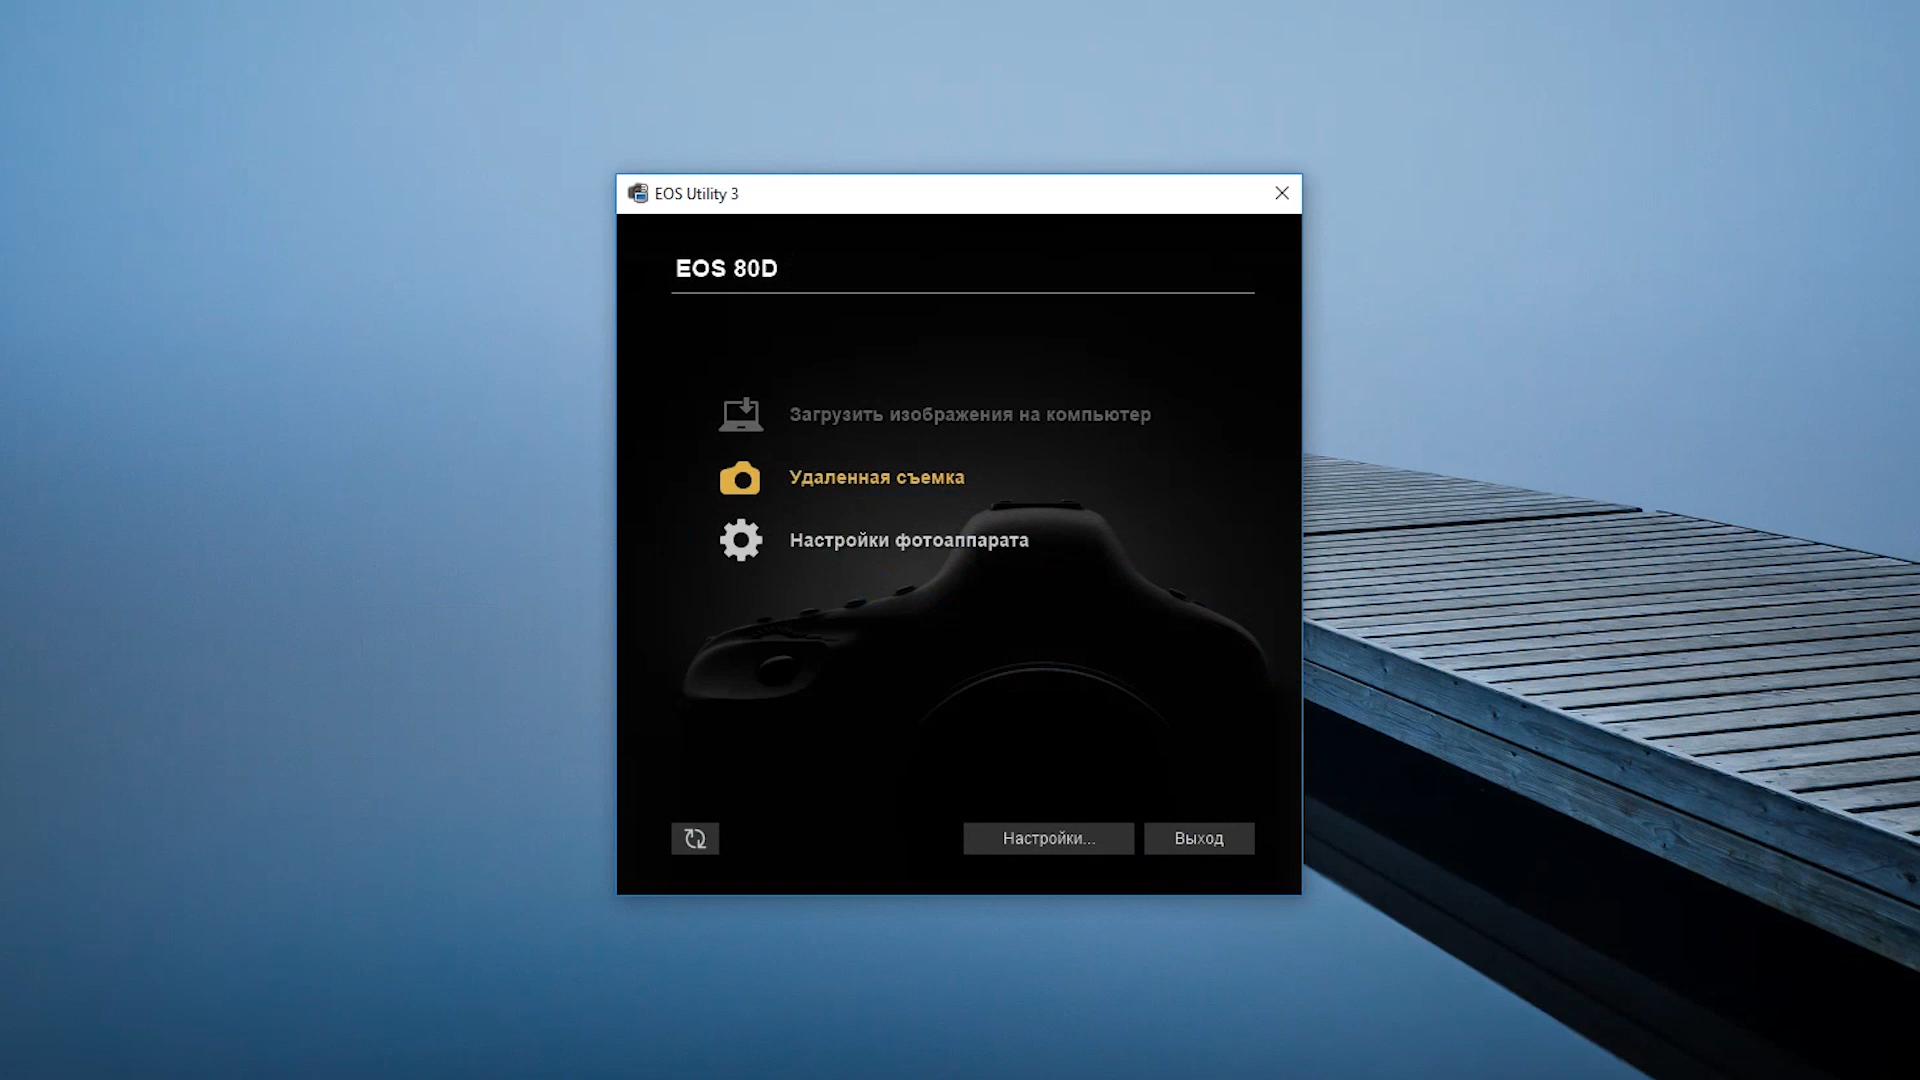 EOS Utility 3
EOS 80D
Загрузить изображения на компьютер
Удаленная съемка
Настройки фотоаппарата
Настройки...
Выход